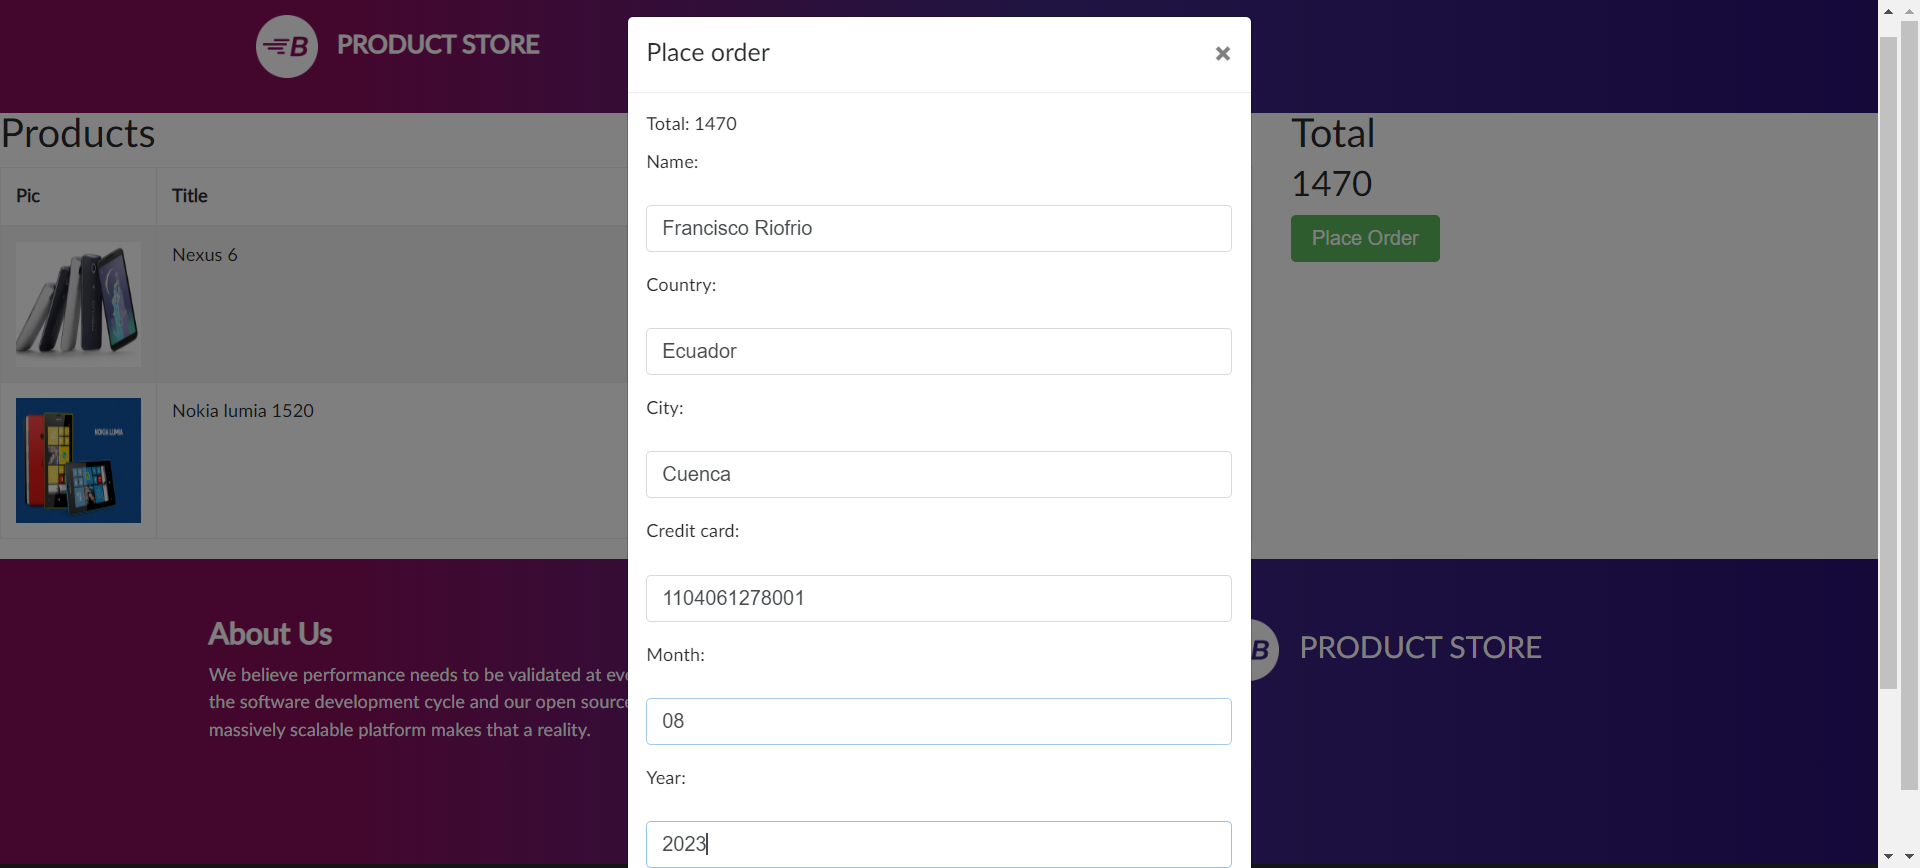 B PRODUCT STORE
Place order
×
Total: 1470
Name:
Francisco Riofrio
Country:
Ecuador
City:
Cuenca
Credit card:
1104061278001
Month:
08
Year:
2023
Products
Pic Title
Nexus 6
Nokia lumia 1520
NOKIA LUMIA
Total
1470
Place Order
About Us
We believe performance needs to be validated at eve
the software development cycle and our open source
massively scalable platform makes that a reality.
B PRODUCT STORE